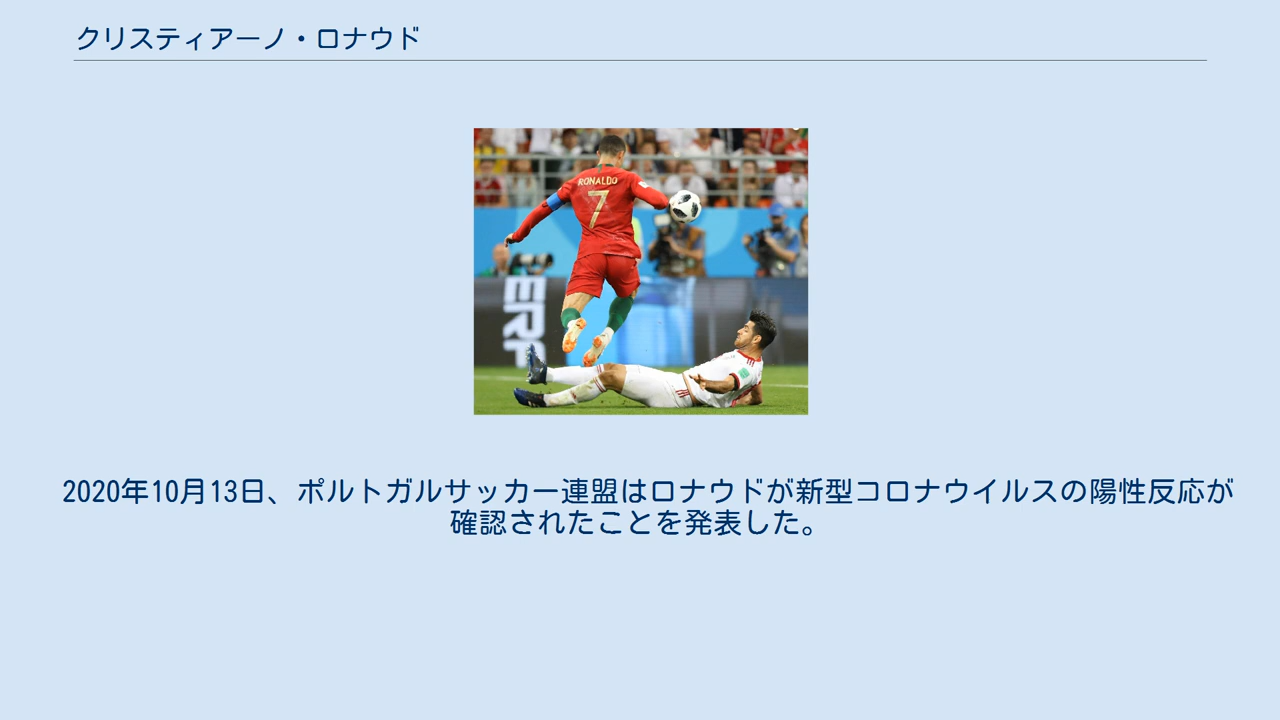 クリスティアーノ・ロナウド
RONALDO
7
ERF
2020年10月13日、ポルトガルサッカー連盟はロナウドが新型コロナウイルスの陽性反応が
確認されたことを発表した。